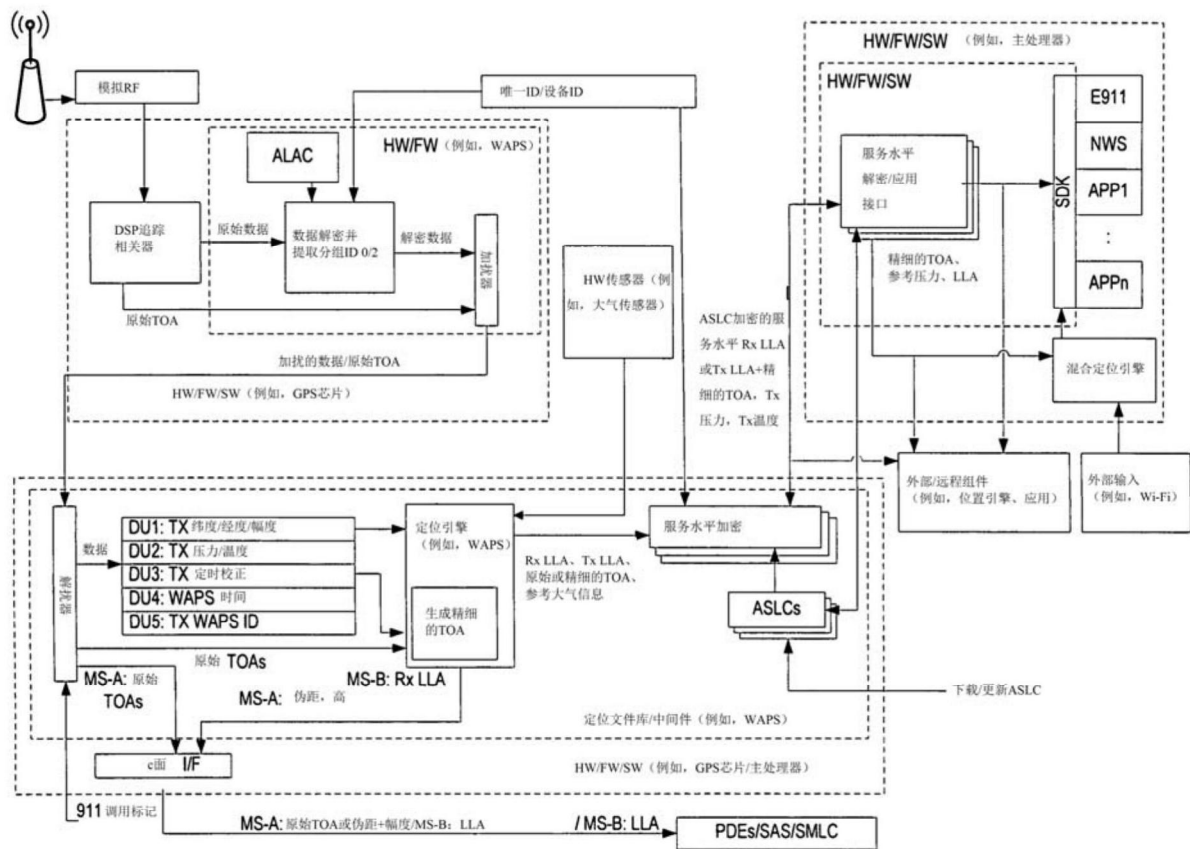 HW/FW/SW (例如，主处理器)
模拟RF
唯一ID/设备ID
HW/FW/SW
E911
NWS
APP1
:
APPn
SDK
HW/FW (例如，WAPS)
ALAC
服务水平
解密/应用
接口
DSP追踪
相关器
原始数据
数据解密并
提取分组ID 0/2
解密数据
加扰器
原始TOA
HW传感器（例
如，大气传感器）
精细的TOA、
参考压力、LLA
ASLC加密的服
务水平 Rx LLA
或Tx LLA+精
细的TOA，Tx
压力，Tx温度
加扰的数据/原始TOA
HW/FW/SW（例如，GPS芯片）
混合定位引擎
外部/远程组件
（例如，位置引擎、应用）
外部输入
（例如，Wi-Fi）
解扰器
数据
DU1: TX 纬度/经度/幅度
DU2: TX 压力/温度
DU3: TX 定时校正
DU4: WAPS 时间
DU5: TX WAPS ID
定位引擎
(例如，WAPS)
生成精细
的TOA
服务水平加密
Rx LLA、Tx LLA、
原始或精细的TOA、
参考大气信息
ASLCs
原始 TOAs
MS-A: 原始
TOAs
MS-B: Rx LLA
MS-A: 伪距，高
下载/更新ASLC
定位文件库/中间件（例如，WAPS）
c面 I/F
HW/FW/SW（例如，GPS芯片/主处理器）
911 调用标记
MS-A: 原始TOA或伪距+幅度/MS-B：LLA
/ MS-B: LLA
PDEs/SAS/SMLC